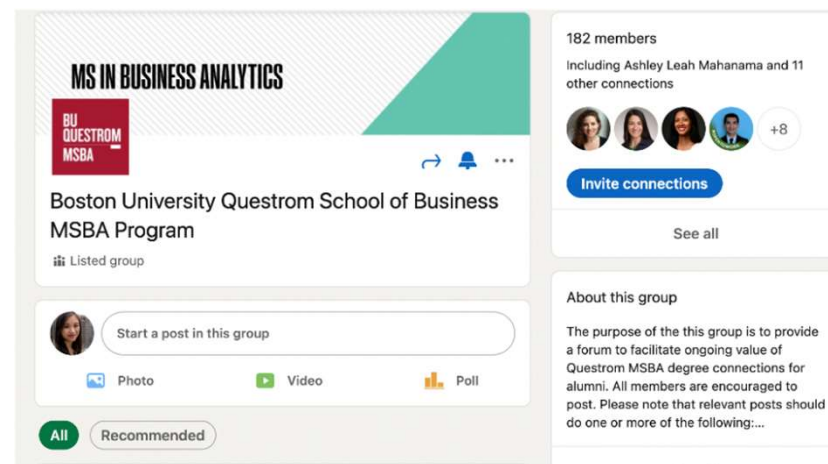 MS IN BUSINESS ANALYTICS
BU
QUESTROM
MSBA
Boston University Questrom School of Business
MSBA Program
Listed group
Start a post in this group
Photo
Video
Poll
All
Recommended
182 members
Including Ashley Leah Mahanama and 11
other connections
+8
Invite connections
See all
About this group
The purpose of the this group is to provide
a forum to facilitate ongoing value of
Questrom MSBA degree connections for
alumni. All members are encouraged to
post. Please note that relevant posts should
do one or more of the following:...